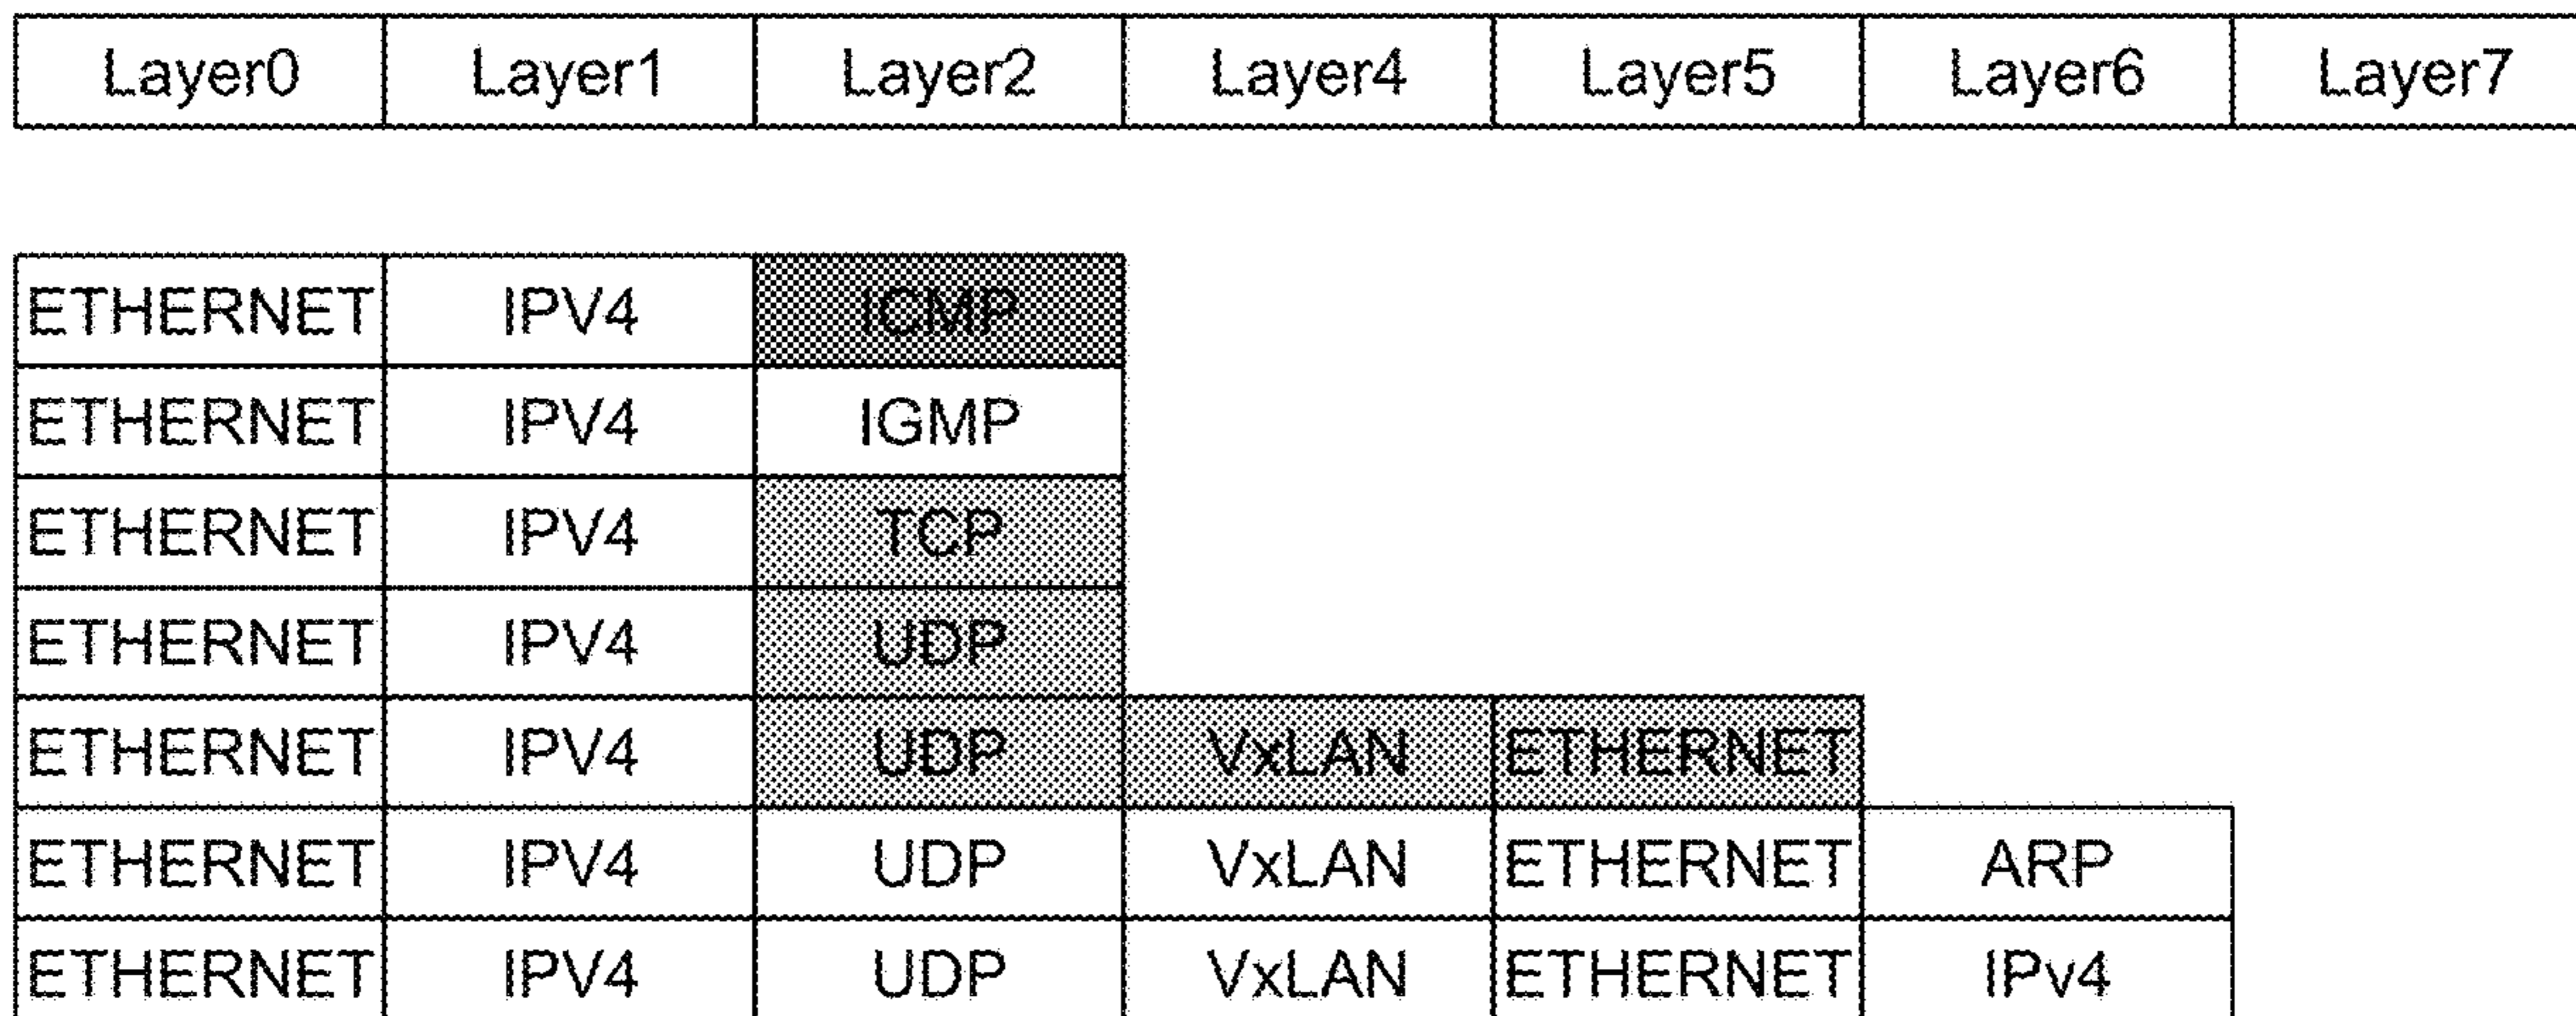 Layer0 Layer1 Layer2 Layer4 Layer5 Layer6 Layer7
ETHERNET IPV4 ICMP
ETHERNET IPV4 IGMP
ETHERNET IPV4 TCP
ETHERNET IPV4 UDP
ETHERNET IPV4 UDP VxLAN ETHERNET
ETHERNET IPV4 UDP VxLAN ETHERNET ARP
ETHERNET IPV4 UDP VxLAN ETHERNET IPv4